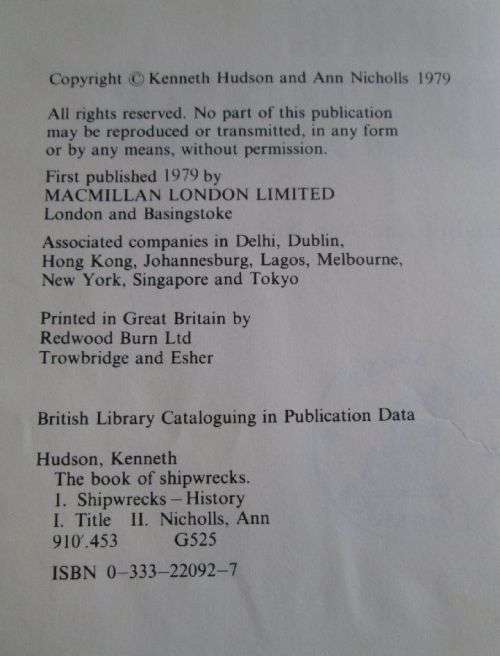 Copyright © Kenneth Hudson and Ann Nicholls 1979
All rights reserved. No part of this publication
may be reproduced or transmitted, in any form
or by any means, without permission.
First published 1979 by
MACMILLAN LONDON LIMITED
London and Basingstoke
Associated companies in Delhi, Dublin,
Hong Kong, Johannesburg, Lagos, Melbourne,
New York, Singapore and Tokyo
Printed in Great Britain by
Redwood Burn Ltd
Trowbridge and Esher
British Library Cataloguing in Publication Data
Hudson, Kenneth
The book of shipwrecks.
I. Shipwrecks – History
I. Title II. Nicholls, Ann
910'.453 G525
ISBN 0–333–22092–7